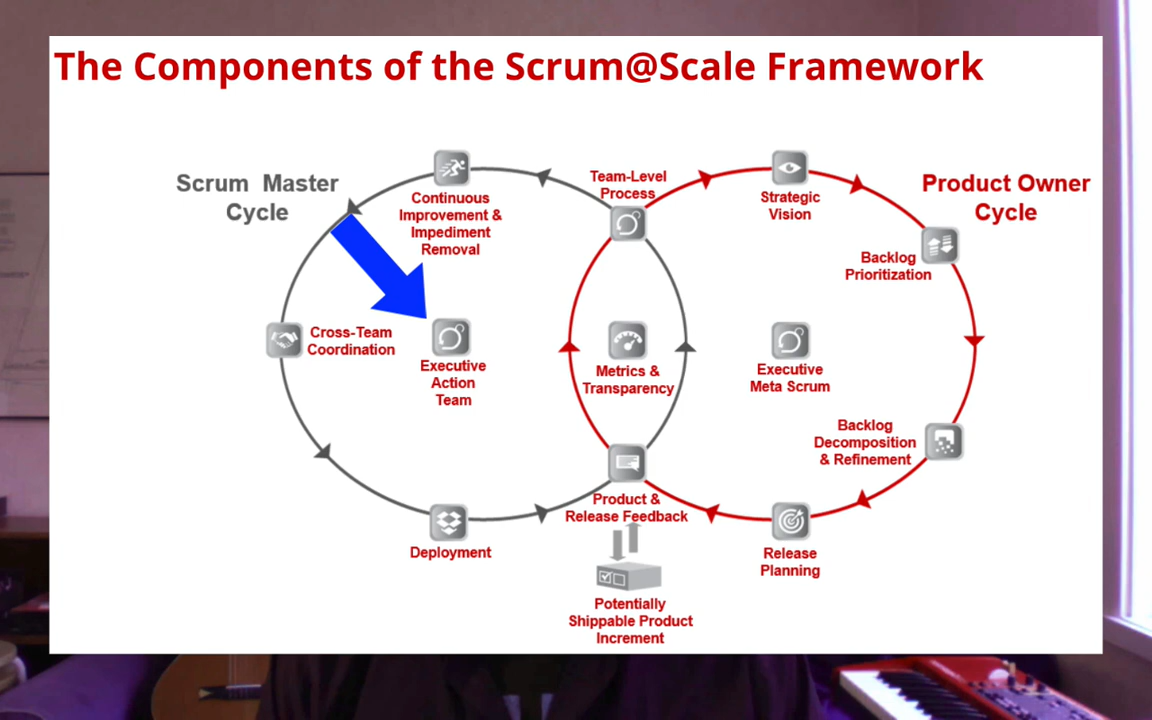 The Components of the Scrum@Scale Framework
Scrum Master
Cycle
Continuous
Improvement &
Impediment
Removal
Team-Level
Process
Strategic
Vision
Product Owner
Cycle
Backlog
Prioritization
Cross-Team
Coordination
Executive
Action
Team
Metrics &
Transparency
Executive
Meta Scrum
Backlog
Decomposition
& Refinement
Deployment
Product &
Release Feedback
Release
Planning
Potentially
Shippable Product
Increment